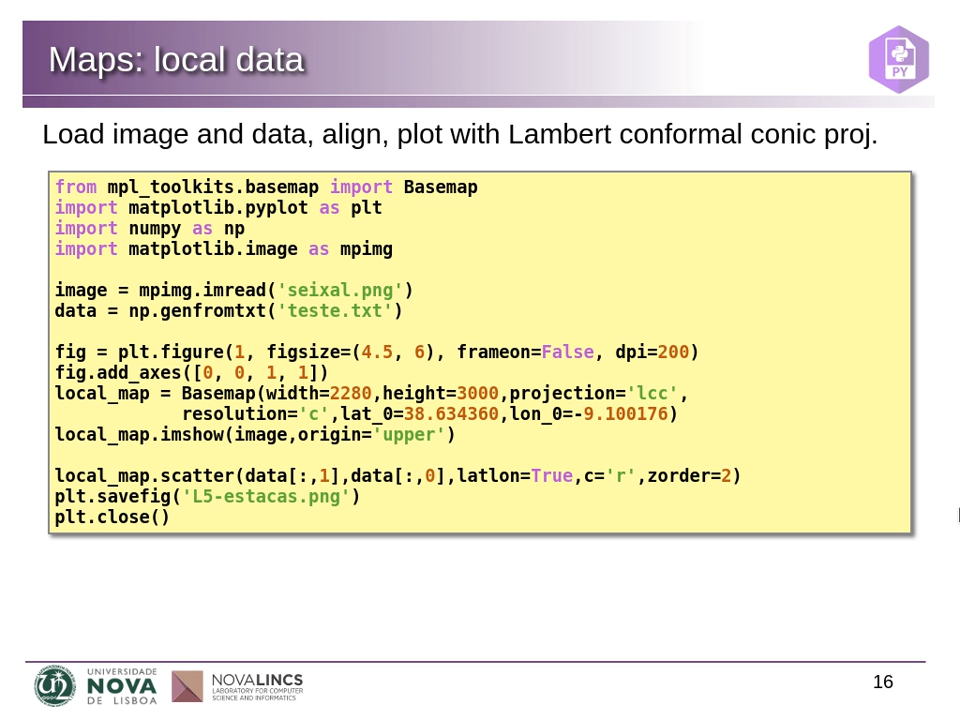 Maps: local data
PY
Load image and data, align, plot with Lambert conformal conic proj.
from mpl_toolkits.basemap import Basemap
import matplotlib.pyplot as plt
import numpy as np
import matplotlib.image as mpimg
image = mpimg.imread('seixal.png')
data = np.genfromtxt('teste.txt')
fig = plt.figure(1, figsize=(4.5, 6), frameon=False, dpi=200)
fig.add_axes([0, 0, 1, 1])
local_map = Basemap(width=2280,height=3000,projection='lcc',
resolution='c',lat_0=38.634360,lon_0=-9.100176)
local_map.imshow(image,origin='upper')
local_map.scatter(data[:,1],data[:,0],latlon=True,c='r',zorder=2)
plt.savefig('L5-estacas.png')
plt.close()
UNIVERSIDADE
NOVA
DE LISBOA
NOVALINCS
LABORATORY FOR COMPUTER
SCIENCE AND INFORMATICS
16